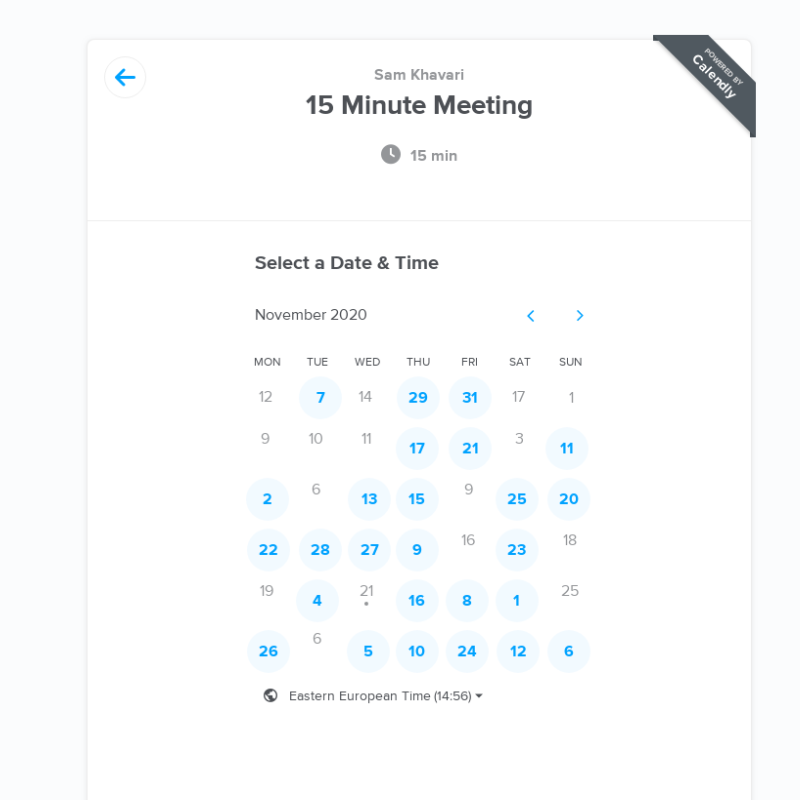 POWERED BY
Calendly
Sam Khavari
15 Minute Meeting
15 min
Select a Date & Time
November 2020
MON TUE WED THU FRI SAT SUN
12 7 14 29 31 17 1
9 10 11 17 21 3 11
2 6 13 15 9 25 20
22 28 27 9 16 23 18
19 4 21 16 8 1 25
26 6 5 10 24 12 6
Eastern European Time (14:56)